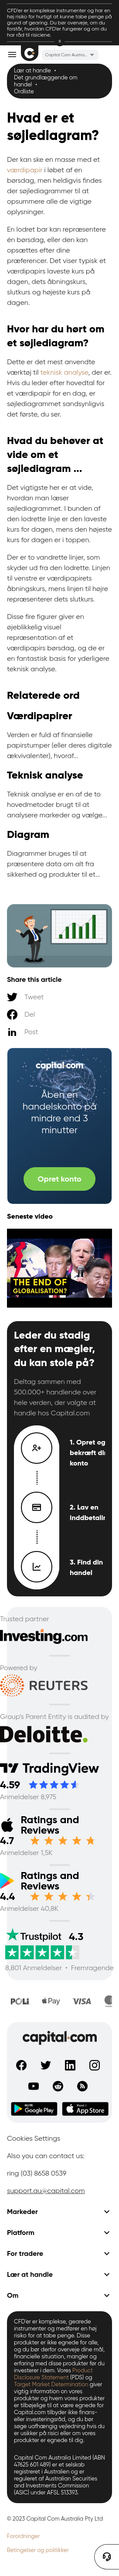 CFDer er komplekse instrumenter og har en
høj risiko for hurtigt at kunne tabe penge på
grund af gearing. Du bør overveje, om du
forstår, hvordan CFDer fungerer og om du
har råd til risiciene.
Capital Com Austra...
Lær at handle •
Det grundlæggende om
handel •
Ordliste
Hvad er et
søjlediagram?
Der kan ske en masse med et
værdipapir i løbet af en
børsdag, men heldigvis findes
der søjlediagrammer til at
opsummere alle de vigtige
oplysninger.
In lodet bar kan repræsentere
én børsdag, eller den kan
opsættes efter dine egne
præferencer. Det viser typisk et
værdipapirs laveste kurs på
dagen, dets åbningskurs,
slutkurs og højeste kurs på
dagen.
Hvor har du hørt om
et søjlediagram?
Dette er det mest anvendte
værktøj til teknisk analyse, der er.
Hvis du leder efter hovedtal for
et værdipapir for en dag, er
søjlediagrammet sandsynligvis
det første, du ser.
Hvad du behøver at
vide om et
søjlediagram ...
Det vigtigste her er at vide,
hvordan man læser
søjlediagrammet. I bunden af
den lodrette linje er den laveste
kurs for dagen, og den højeste
kurs for dagen er i toppen.
Der er to vandrette linjer, som
skyder ud fra den lodrette. Linjen
til venstre er værdipapirets
åbningskurs, mens linjen til højre
repræsenterer dets slutkurs.
Disse fire figürer giver en
øjeblikkelig visuel
repræsentation af et
værdipapirs børsdag, og de er
en fantastisk basis for yderligere
teknisk analyse.
Relaterede ord
Værdipapirer
Værden er fuld af finansielle
papirstumper (eller deres digitale
ækvivalenter), hvoraf...
Teknisk analyse
Teknisk analyse er en af de to
hovedmetoder brugt til at
analysere markeder og vælge...
Diagram
Diagrammer bruges til at
præsentere data om alt fra
sikkerhed og produkter til et...
Share this article
Tweet
Del
Post
capital com
Åben en
handelskonto på
mindre end 3
minutter
Opret konto
Seneste video
THE END OF
GLOBALISATION?
Leder du stadig
efter en mægler,
du kan stole på?
Deltag sammen med
500.000+ handlende over
hele verden, der valgte at
handle hos Capital.com
1. Opret og
bekræft din
konto
2. Lav en
inddbetaling
3. Find din
handel
Trusted partner
Investing.com
Powered by
REUTERS
Group's Parent Entity is audited by
Deloitte.
TradingView
4.59
Anmeldelser 8,975
Ratings and
Reviews
4.7
Anmeldelser 1,5K
Ratings and
Reviews
4.4
Anmeldelser 40,8K
Trustpilot 4.3
8,801 Anmeldelser • Fremragende
POLi
Pay
VISA
capital•com
Google Play
App Store
Cookies Settings
Also you can contact us:
ring (03) 8658 0539
support.au@capital.com
Markeder
Platform
For tradere
Lær at handle
Om
CFD'er er komplekse, gearede
instrumenter og med en høj
risiko for at tabe penge. Disse
produkter er ikke egnede for alle,
og du bør derfor overveje dine mål,
finansielle situation, behov,
knowhow, skattemæssige status og
erfaring med disse produkter før du
investerer i dem. Vores Product
Disclosure Statement (PDS) og
Target Market Determination giver
vigtig information om vores
produkter og hvem vores produkter
er tilbøjelige til at være egnede for.
Capital.com tilbyder ikke finans-
eller investeringsråd, og du bør
søge uafhængig vejledning hvis du
er usikker på risici med, eller om
vores produkter er egnede til dig.
Capital Com Australia Limited (ABN
47625 601 489) er et selskab
registreret i Australien og er
reguleret af Australian Securities
and Investments Commission
(ASIC) under AFSL 513393.
© 2023 Capital Com Australia Pty Ltd
Forordninger
Betingelser og politikker